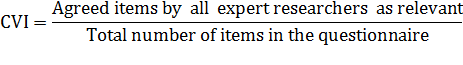 Agreed items by all expert researchers as relevant
CVI =
Total number of items in the questionnaire